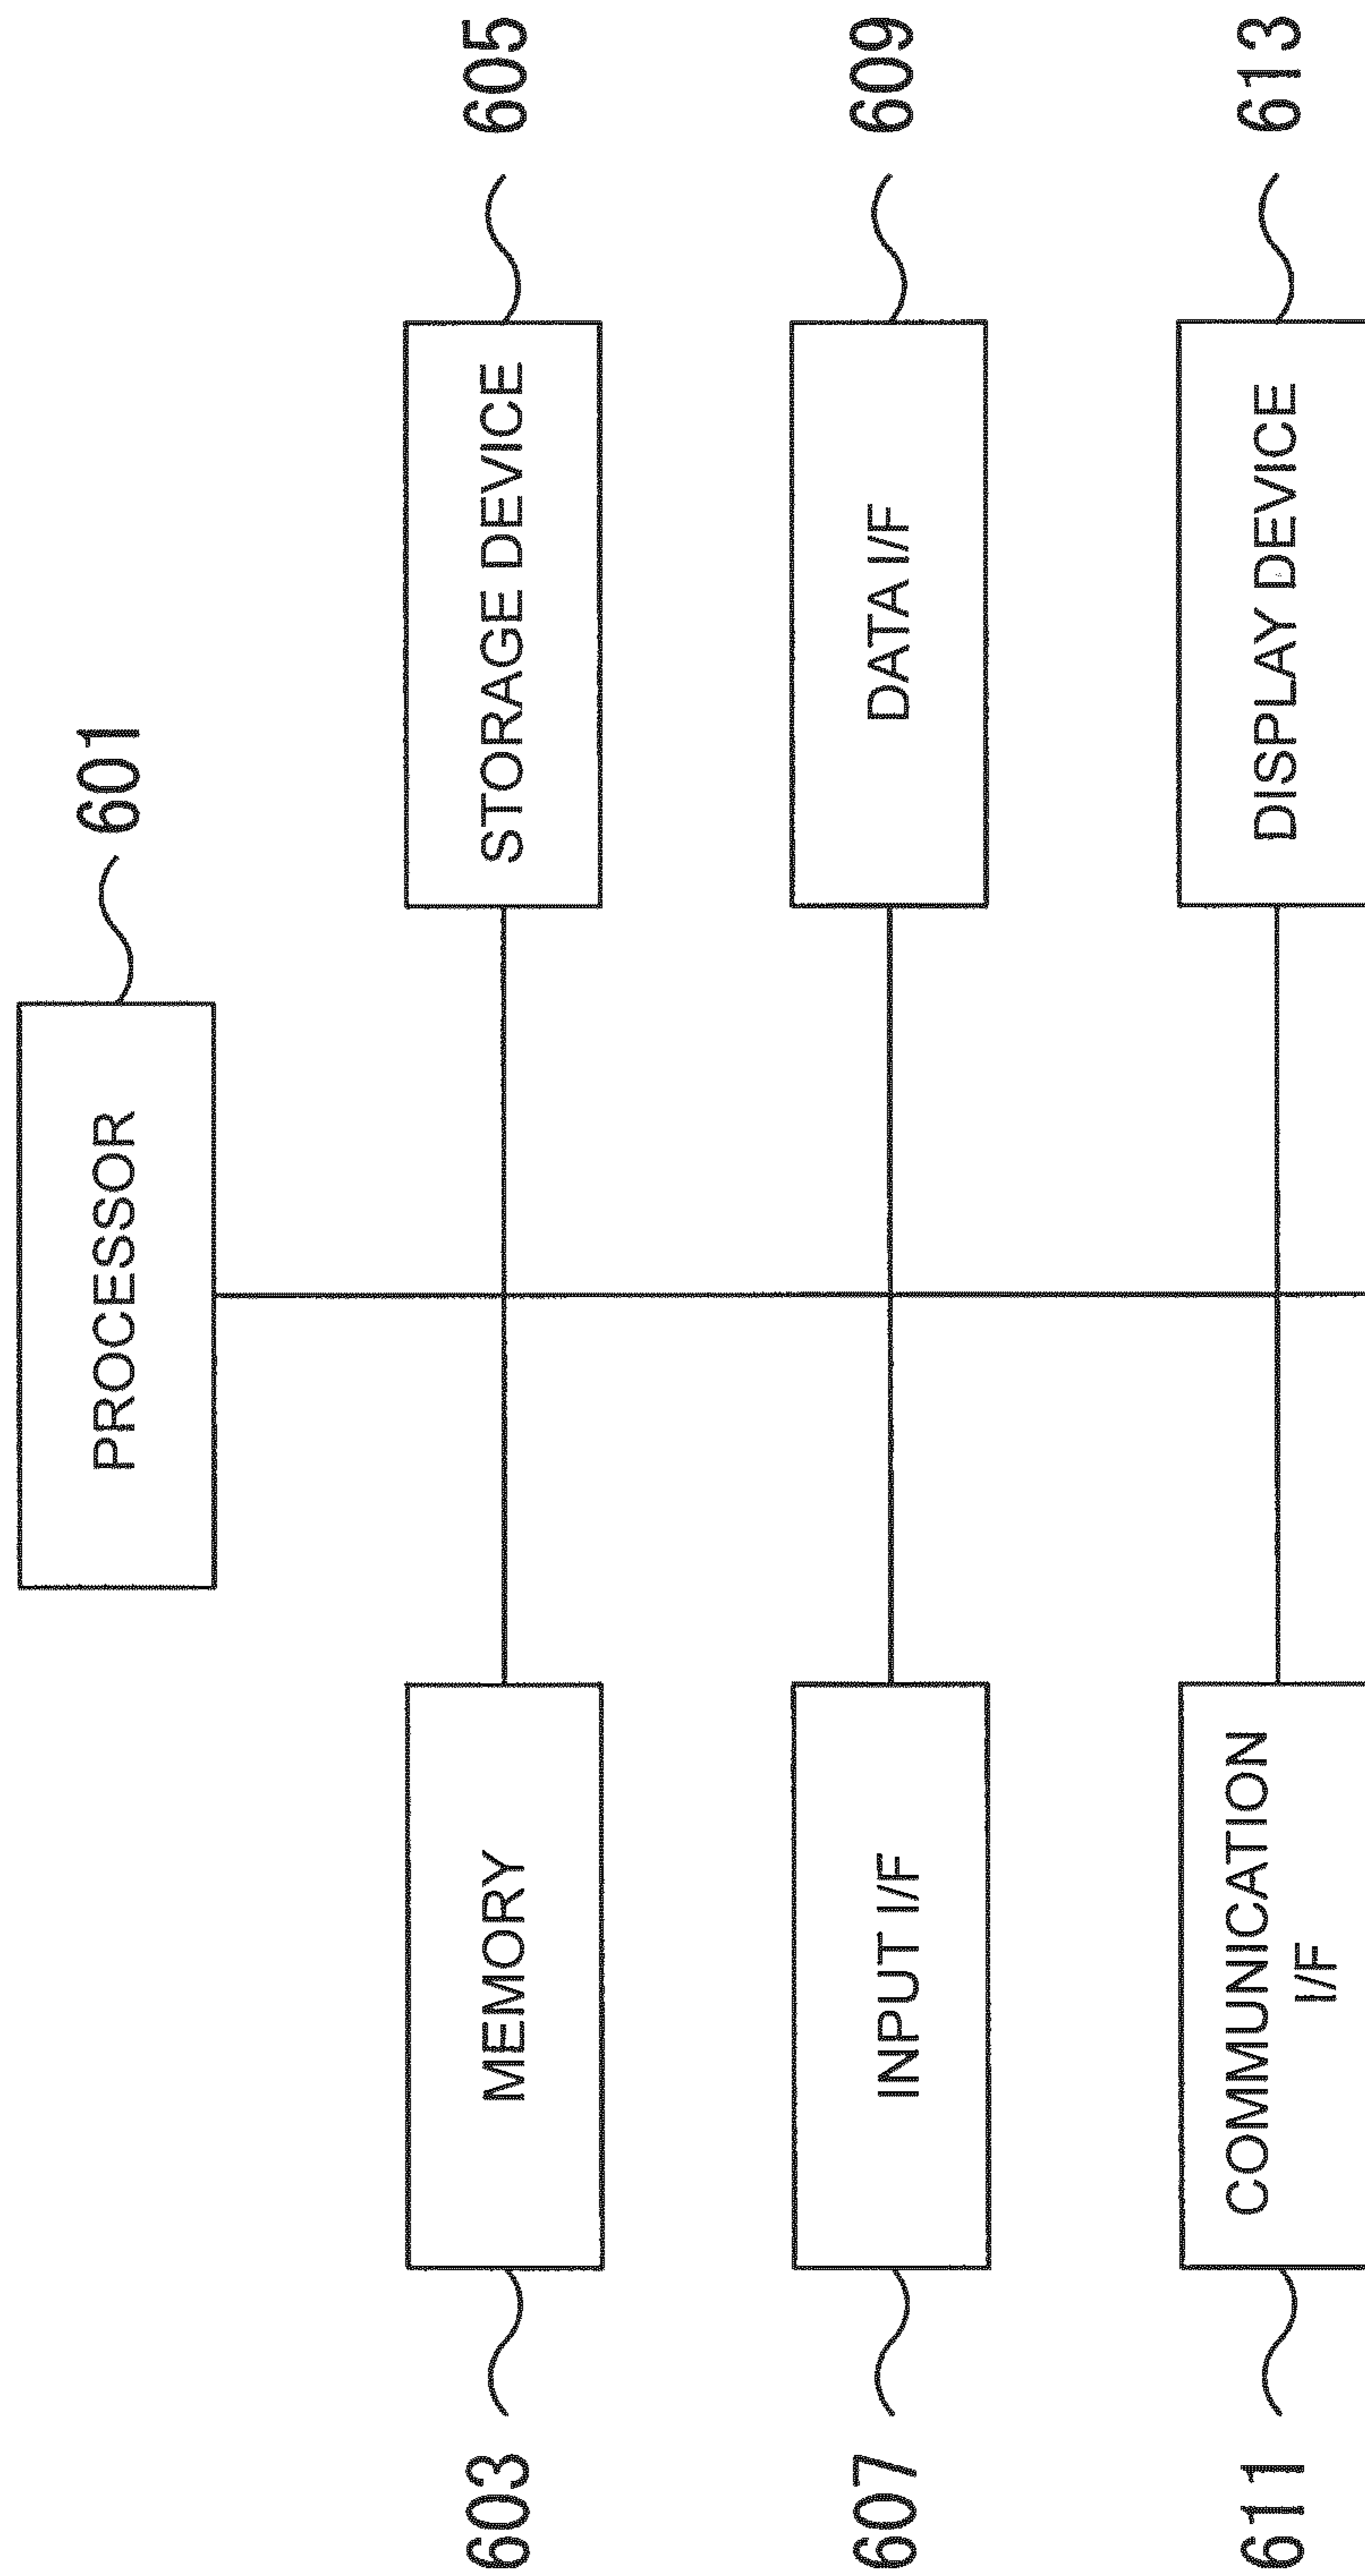 601
PROCESSOR
603
MEMORY
STORAGE DEVICE
605
607
INPUT I/F
DATA I/F
609
611
COMMUNICATION
I/F
DISPLAY DEVICE
613